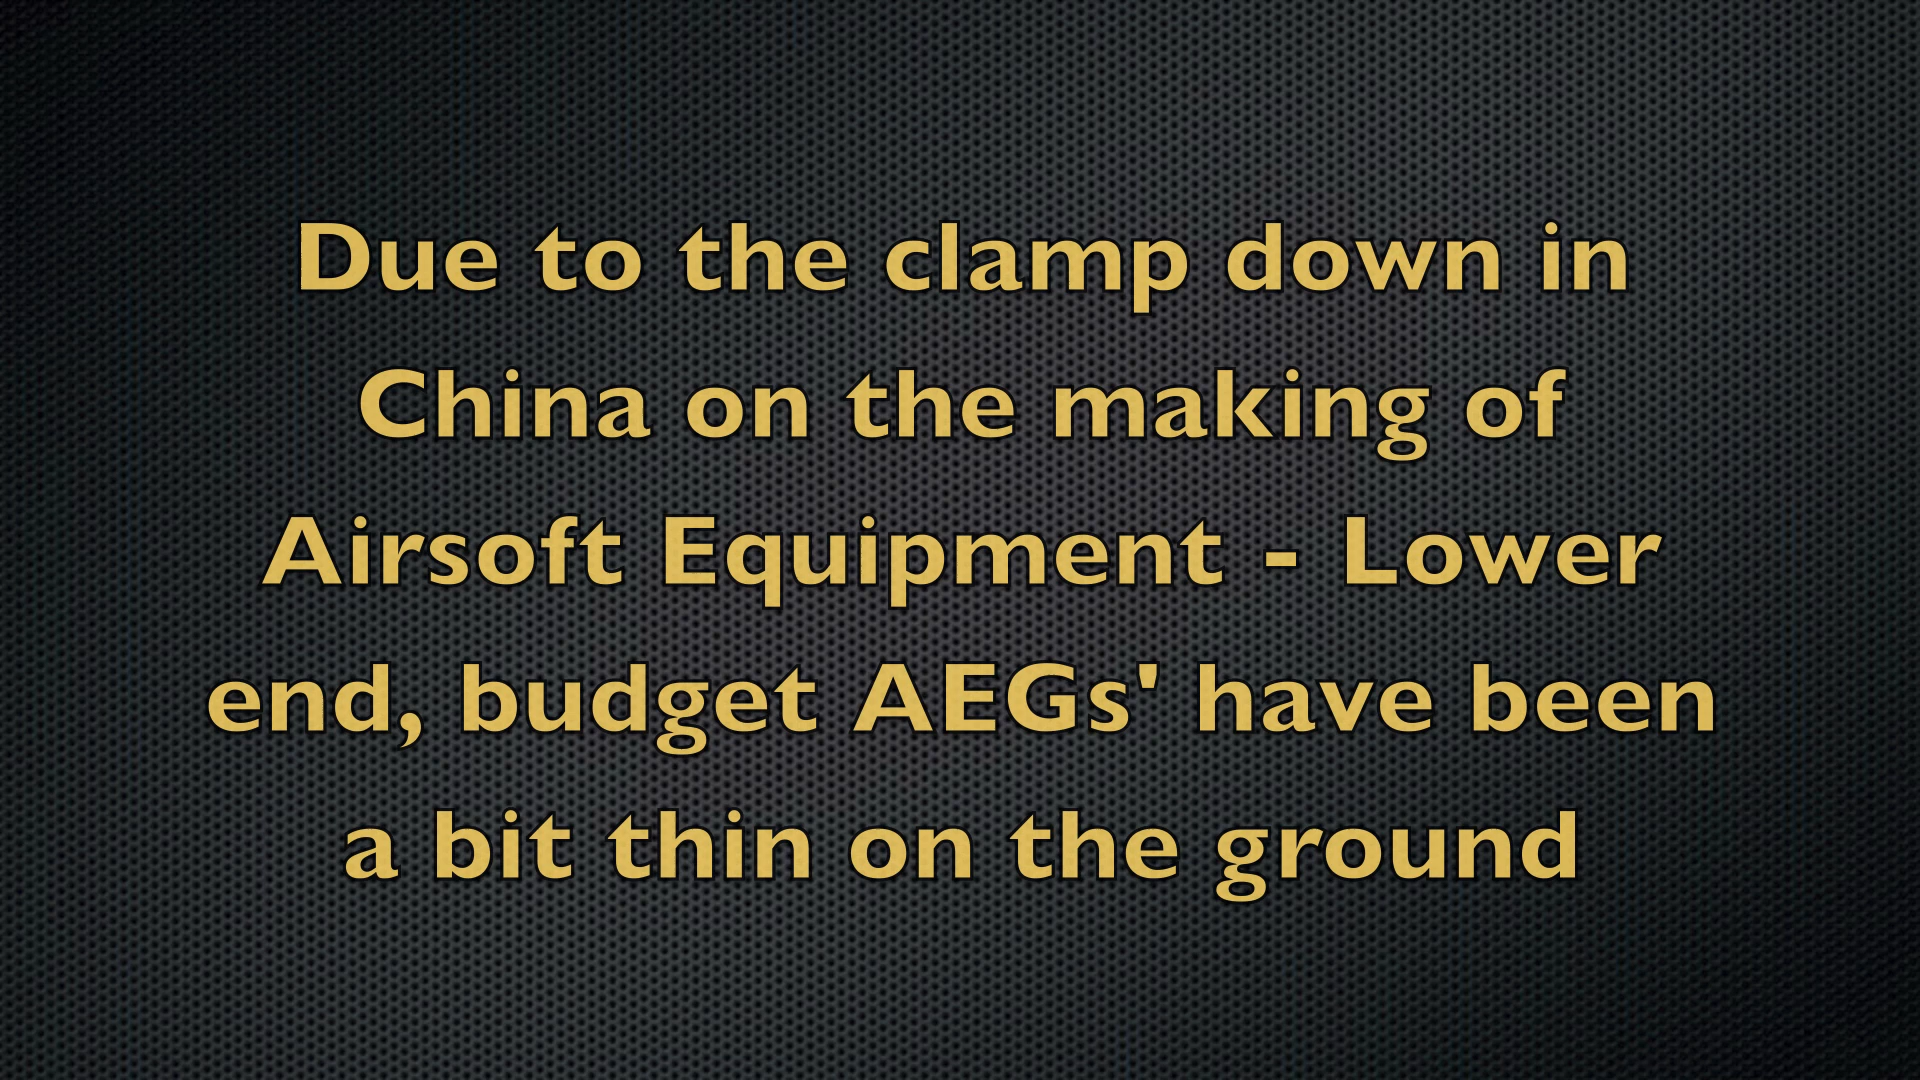 Due to the clamp down in
China on the making of
Airsoft Equipment - Lower
end, budget AEGs' have been
a bit thin on the ground